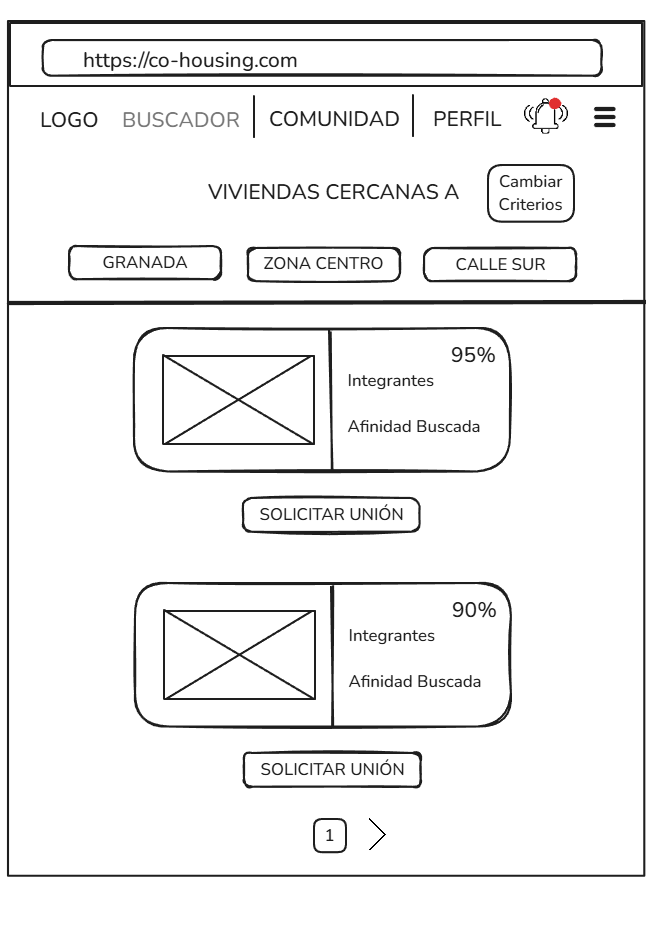 https://co-housing.com
LOGO BUSCADOR COMUNIDAD PERFIL
VIVIENDAS CERCANAS A
Cambiar
Criterios
GRANADA ZONA CENTRO CALLE SUR
95%
Integrantes
Afinidad Buscada
SOLICITAR UNIÓN
90%
Integrantes
Afinidad Buscada
SOLICITAR UNIÓN
1